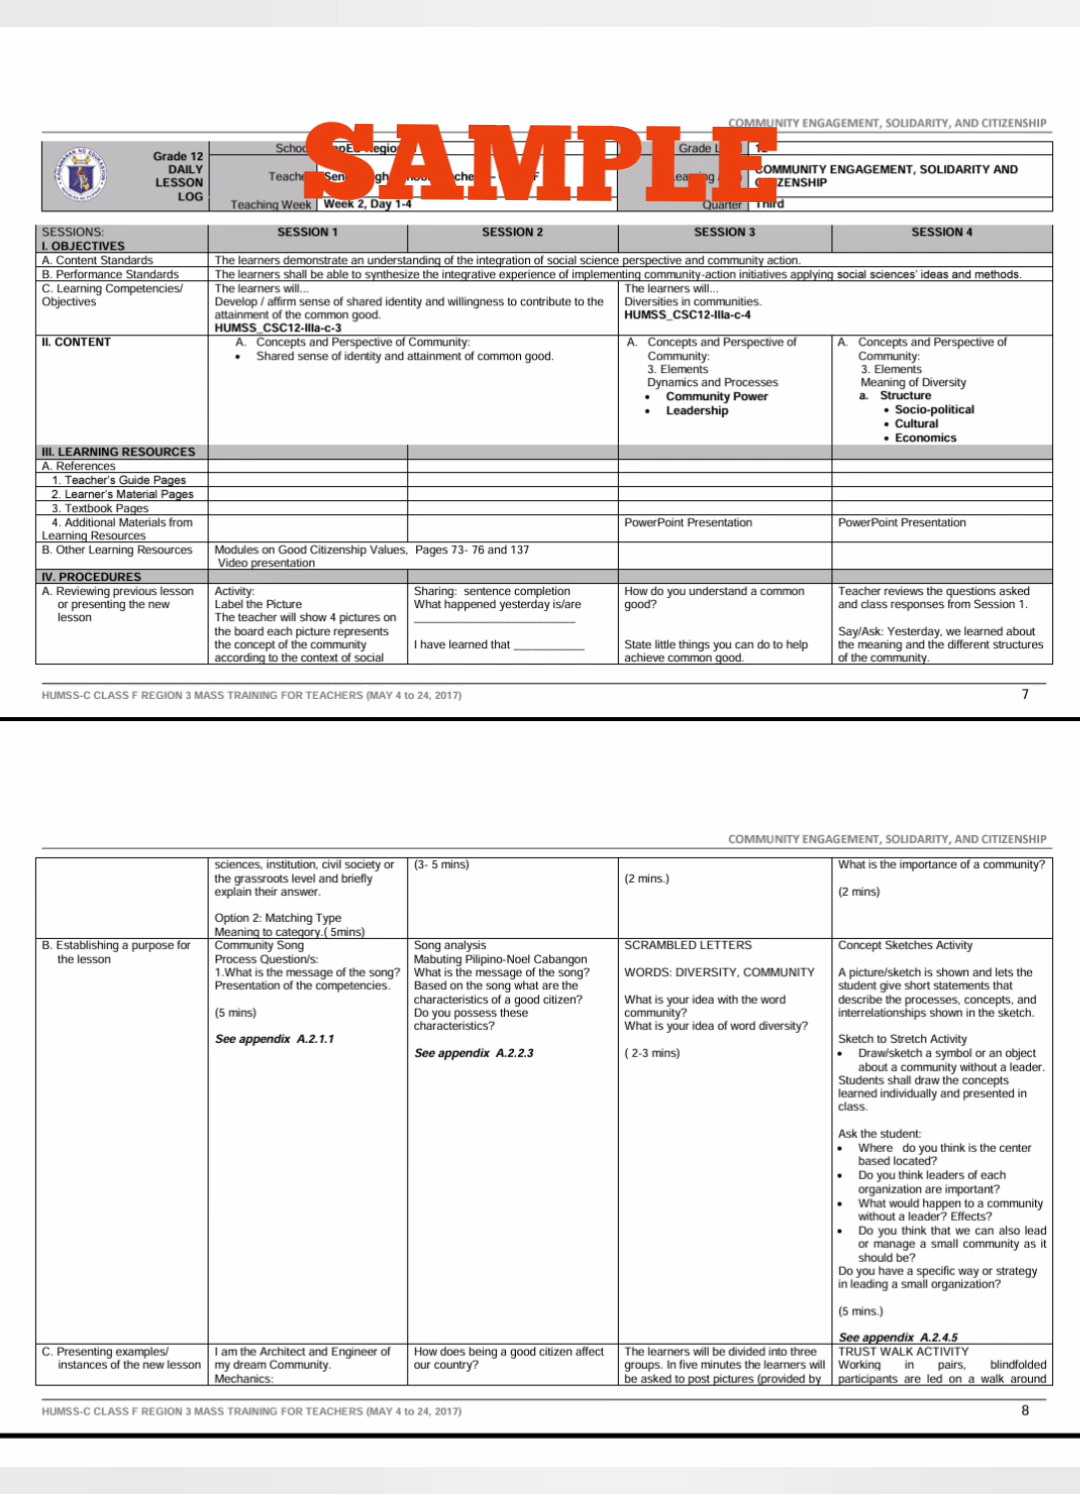 COMMUNITY ENGAGEMENT, SOLIDARITY, AND CITIZENSHIP
SAMPLE
Grade 12
DAILY
LESSON
LOG
Teaching Week
Week 2, Day 1-4
COMMUNITY ENGAGEMENT, SOLIDARITY AND
Quarter
Third
SESSIONS:
SESSION 1
SESSION 2
SESSION 3
SESSION 4
I. OBJECTIVES
A. Content Standards
The learners demonstrate an understanding of the integration of social science perspective and community action.
B. Performance Standards
The learners shall be able to synthesize the integrative experience of implementing community-action initiatives applying social sciences' ideas and methods.
C. Learning Competencies/
Objectives
The learners will...
Develop / affirm sense of shared identity and willingness to contribute to the
attainment of the common good.
HUMSS_CSC12-IIIa-c-3
The learners will...
Diversities in communities.
HUMSS_CSC12-IIIa-c-4
II. CONTENT
A. Concepts and Perspective of Community:
• Shared sense of identity and attainment of common good.
A. Concepts and Perspective of
Community:
3. Elements
Dynamics and Processes
• Community Power
• Leadership
A. Concepts and Perspective of
Community:
3. Elements
Meaning of Diversity
a. Structure
• Socio-political
• Cultural
• Economics
III. LEARNING RESOURCES
A. References
1. Teacher's Guide Pages
2. Learner's Material Pages
3. Textbook Pages
4. Additional Materials from
Learning Resources
PowerPoint Presentation
PowerPoint Presentation
B. Other Learning Resources
Modules on Good Citizenship Values, Pages 73- 76 and 137
Video presentation
IV. PROCEDURES
A. Reviewing previous lesson
or presenting the new
lesson
Activity:
Label the Picture
The teacher will show 4 pictures on
the board each picture represents
the concept of the community
according to the context of social
Sharing: sentence completion
What happened yesterday is/are
__________________________
I have learned that ____________
How do you understand a common
good?
State little things you can do to help
achieve common good.
Teacher reviews the questions asked
and class responses from Session 1.
Say/Ask: Yesterday, we learned about
the meaning and the different structures
of the community.
HUMSS-C CLASS F REGION 3 MASS TRAINING FOR TEACHERS (MAY 4 to 24, 2017)
7
COMMUNITY ENGAGEMENT, SOLIDARITY, AND CITIZENSHIP
sciences, institution, civil society or
the grassroots level and briefly
explain their answer.
Option 2: Matching Type
Meaning to category.( 5mins)
(3- 5 mins)
(2 mins.)
What is the importance of a community?
(2 mins)
B. Establishing a purpose for
the lesson
Community Song
Process Question/s:
1.What is the message of the song?
Presentation of the competencies.
(5 mins)
See appendix A.2.1.1
Song analysis
Mabuting Pilipino-Noel Cabangon
What is the message of the song?
Based on the song what are the
characteristics of a good citizen?
Do you possess these
characteristics?
See appendix A.2.2.3
SCRAMBLED LETTERS
WORDS: DIVERSITY, COMMUNITY
What is your idea with the word
community?
What is your idea of word diversity?
( 2-3 mins)
Concept Sketches Activity
A picture/sketch is shown and lets the
student give short statements that
describe the processes, concepts, and
interrelationships shown in the sketch.
Sketch to Stretch Activity
• Draw/sketch a symbol or an object
about a community without a leader.
Students shall draw the concepts
learned individually and presented in
class.
Ask the student:
• Where do you think is the center
based located?
• Do you think leaders of each
organization are important?
• What would happen to a community
without a leader? Effects?
• Do you think that we can also lead
or manage a small community as it
should be?
Do you have a specific way or strategy
in leading a small organization?
(5 mins.)
See appendix A.2.4.5
C. Presenting examples/
instances of the new lesson
I am the Architect and Engineer of
my dream Community.
Mechanics:
How does being a good citizen affect
our country?
The learners will be divided into three
groups. In five minutes the learners will
be asked to post pictures (provided by
TRUST WALK ACTIVITY
Working in pairs, blindfolded
participants are led on a walk around
HUMSS-C CLASS F REGION 3 MASS TRAINING FOR TEACHERS (MAY 4 to 24, 2017)
8